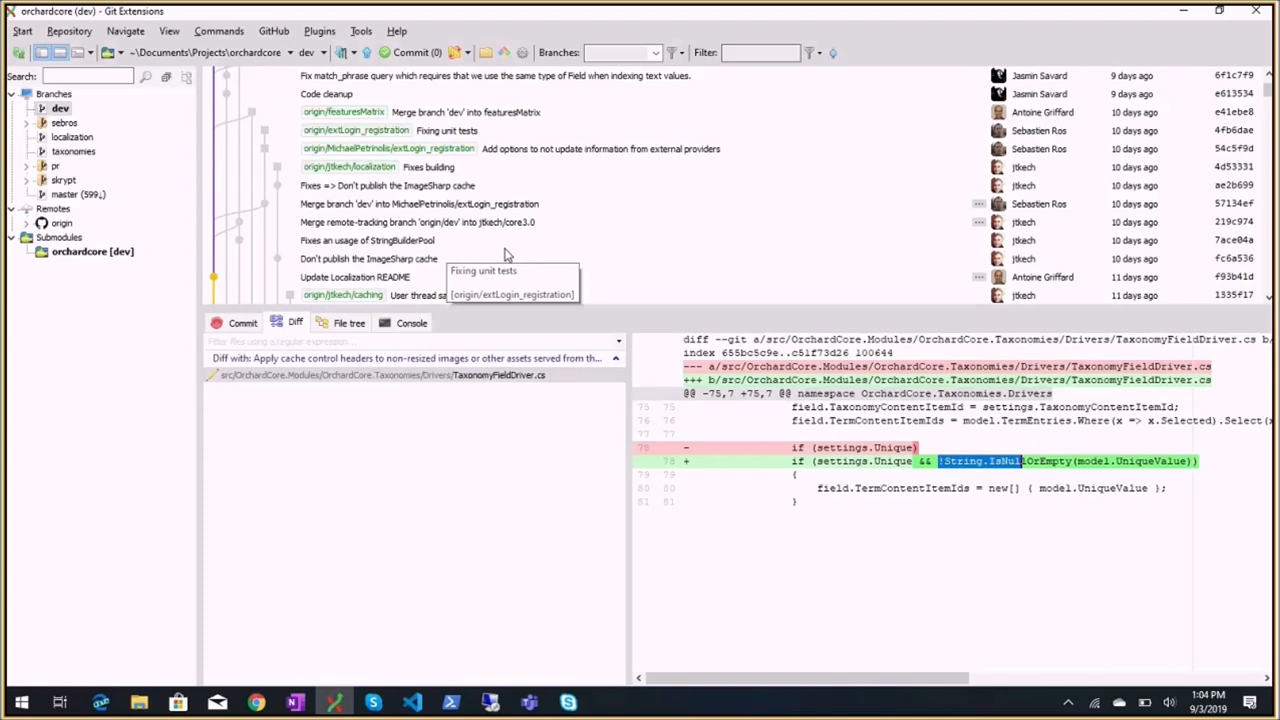 orchardcore (dev) - Git Extensions
Start Repository Navigate View Commands GitHub Plugins Tools Help
~\Documents\Projects\orchardcore dev Commit (0) Branches: Filter:
Search:
Branches
dev
sebros
localization
taxonomies
pr
skrypt
master (599↓)
Remotes
origin
Submodules
orchardcore [dev]
Fix match_phrase query which requires that we use the same type of Field when indexing text values. Jasmin Savard 9 days ago 6f1c7f9
Code cleanup Jasmin Savard 9 days ago e613534
origin/featuresMatrix Merge branch 'dev' into featuresMatrix Antoine Griffard 10 days ago e41ebe8
origin/extLogin_registration Fixing unit tests Sebastien Ros 10 days ago 4fb6dae
origin/MichaelPetrinolis/extLogin_registration Add options to not update information from external providers Sebastien Ros 10 days ago 54c5f9d
origin/jtkech/localization Fixes building jtkech 10 days ago 4d53331
Fixes => Don't publish the ImageSharp cache jtkech 10 days ago ae2b699
Merge branch 'dev' into MichaelPetrinolis/extLogin_registration Sebastien Ros 10 days ago 57134ef
Merge remote-tracking branch 'origin/dev' into jtkech/core3.0 jtkech 10 days ago 219c974
Fixes an usage of StringBuilderPool jtkech 10 days ago 7ace04a
Don't publish the ImageSharp cache jtkech 10 days ago fc6a536
Update Localization README Antoine Griffard 10 days ago f93b41d
origin/jtkech/caching User thread sa jtkech 10 days ago 1335f17
Fixing unit tests
[origin/extLogin_registration]
Commit Diff File tree Console
Filter files using a regular expression...
Diff with: Apply cache control headers to non-resized images or other assets served from th...
src/OrchardCore.Modules/OrchardCore.Taxonomies/Drivers/TaxonomyFieldDriver.cs
diff --git a/src/OrchardCore.Modules/OrchardCore.Taxonomies/Drivers/TaxonomyFieldDriver.cs b/
index 655bc5c9e..c51f73d26 100644
--- a/src/OrchardCore.Modules/OrchardCore.Taxonomies/Drivers/TaxonomyFieldDriver.cs
+++ b/src/OrchardCore.Modules/OrchardCore.Taxonomies/Drivers/TaxonomyFieldDriver.cs
@@ -75,7 +75,7 @@ namespace OrchardCore.Taxonomies.Drivers
75 75 field.TaxonomyContentItemId = settings.TaxonomyContentItemId;
76 76 field.TermContentItemIds = model.TermEntries.Where(x => x.Selected).Select(x
77 77
78 - if (settings.Unique)
78 + if (settings.Unique && !String.IsNullOrEmpty(model.UniqueValue))
79 79 {
80 80 field.TermContentItemIds = new[] { model.UniqueValue };
81 81 }
1:04 PM
9/3/2019